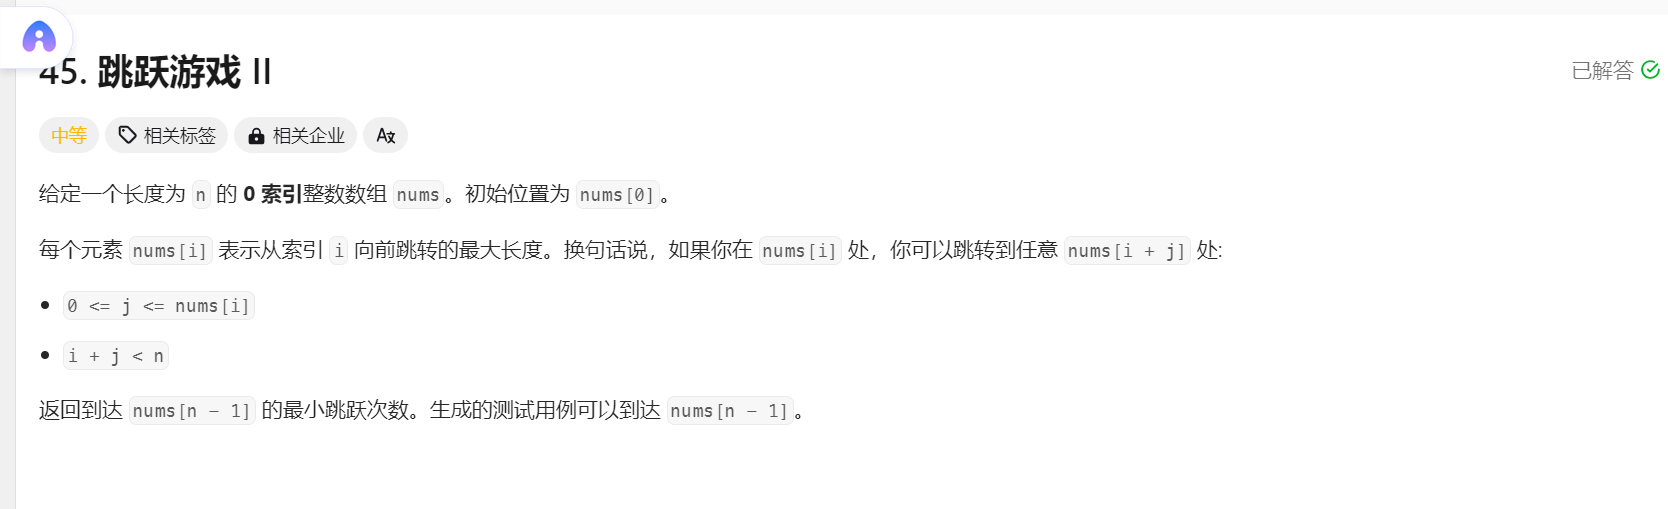 45. 跳跃游戏 II
已解答
中等 相关标签 相关企业
给定一个长度为 n 的 0 索引整数数组 nums。初始位置为 nums[0]。
每个元素 nums[i] 表示从索引 i 向前跳转的最大长度。换句话说，如果你在 nums[i] 处，你可以跳转到任意 nums[i + j] 处:
• 0 <= j <= nums[i]
• i + j < n
返回到达 nums[n - 1] 的最小跳跃次数。生成的测试用例可以到达 nums[n - 1]。